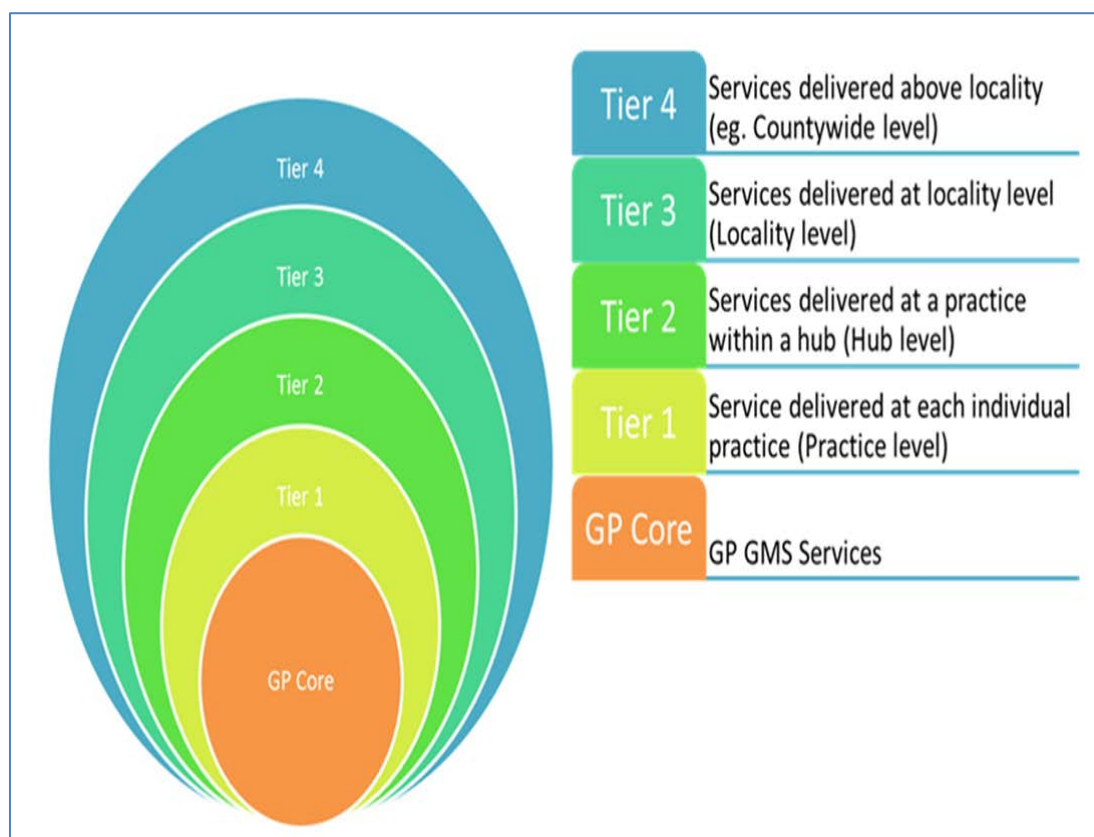 Tier 4
Tier 3
Tier 2
Tier 1
GP Core
Tier 4
Services delivered above locality
(eg. Countywide level)
Tier 3
Services delivered at locality level
(Locality level)
Tier 2
Services delivered at a practice
within a hub (Hub level)
Tier 1
Service delivered at each individual
practice (Practice level)
GP Core
GP GMS Services